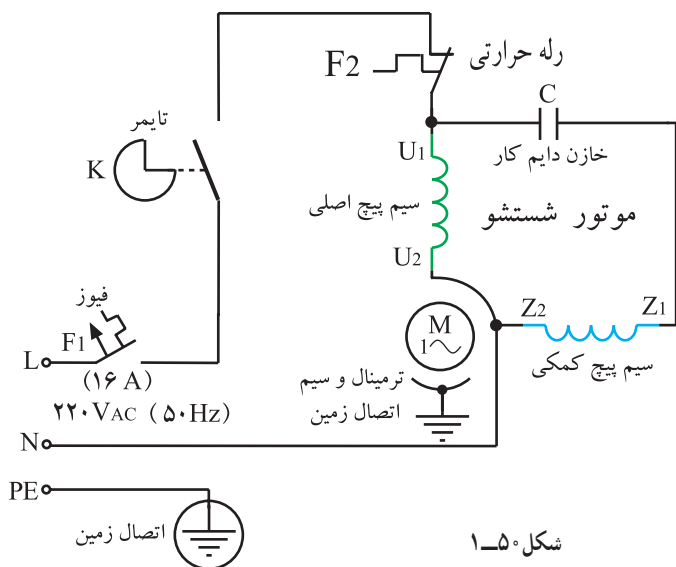 رله حرارتی
F2
C
تایمر
K
U1
خازن دایم کار
سیم پیچ اصلی
موتور شستشو
U2
فیوز
F1
L
(۱۶ A)
۲۲۰VAC (۵۰Hz)
M
1
Z2
Z1
سیم پیچ کمکی
ترمینال و سیم
اتصال زمین
N
PE
اتصال زمین
شکل ۵۰ــ۱